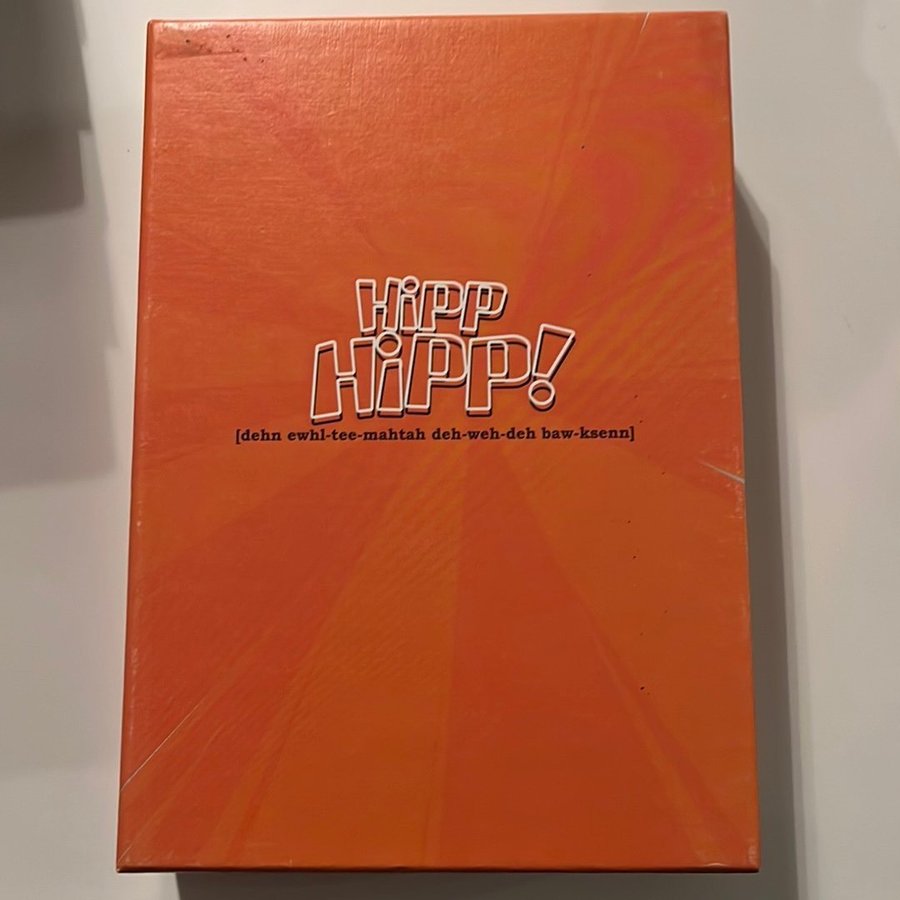 HiPP
HiPP!
[dehn ewhl-tee-mahtah deh-weh-deh baw-ksenn]